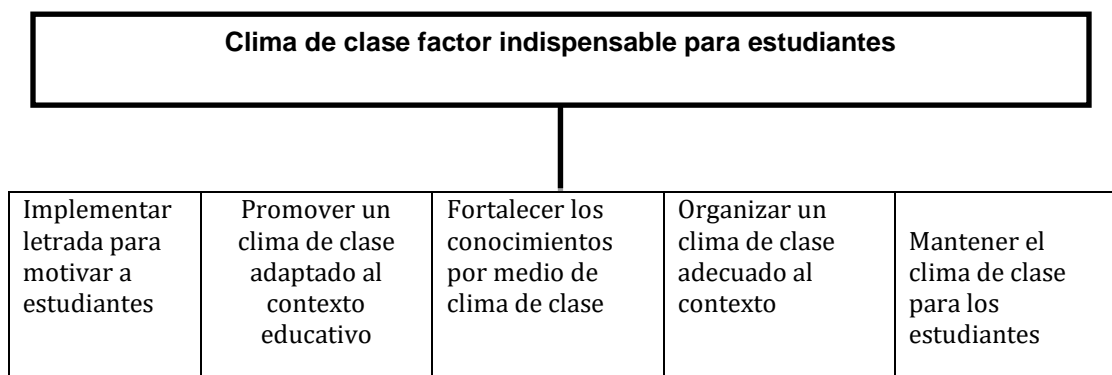 Clima de clase factor indispensable para estudiantes
Implementar
letrada para
motivar a
estudiantes
Promover un
clima de clase
adaptado al
contexto
educativo
Fortalecer los
conocimientos
por medio de
clima de clase
Organizar un
clima de clase
adecuado al
contexto
Mantener el
clima de clase
para los
estudiantes